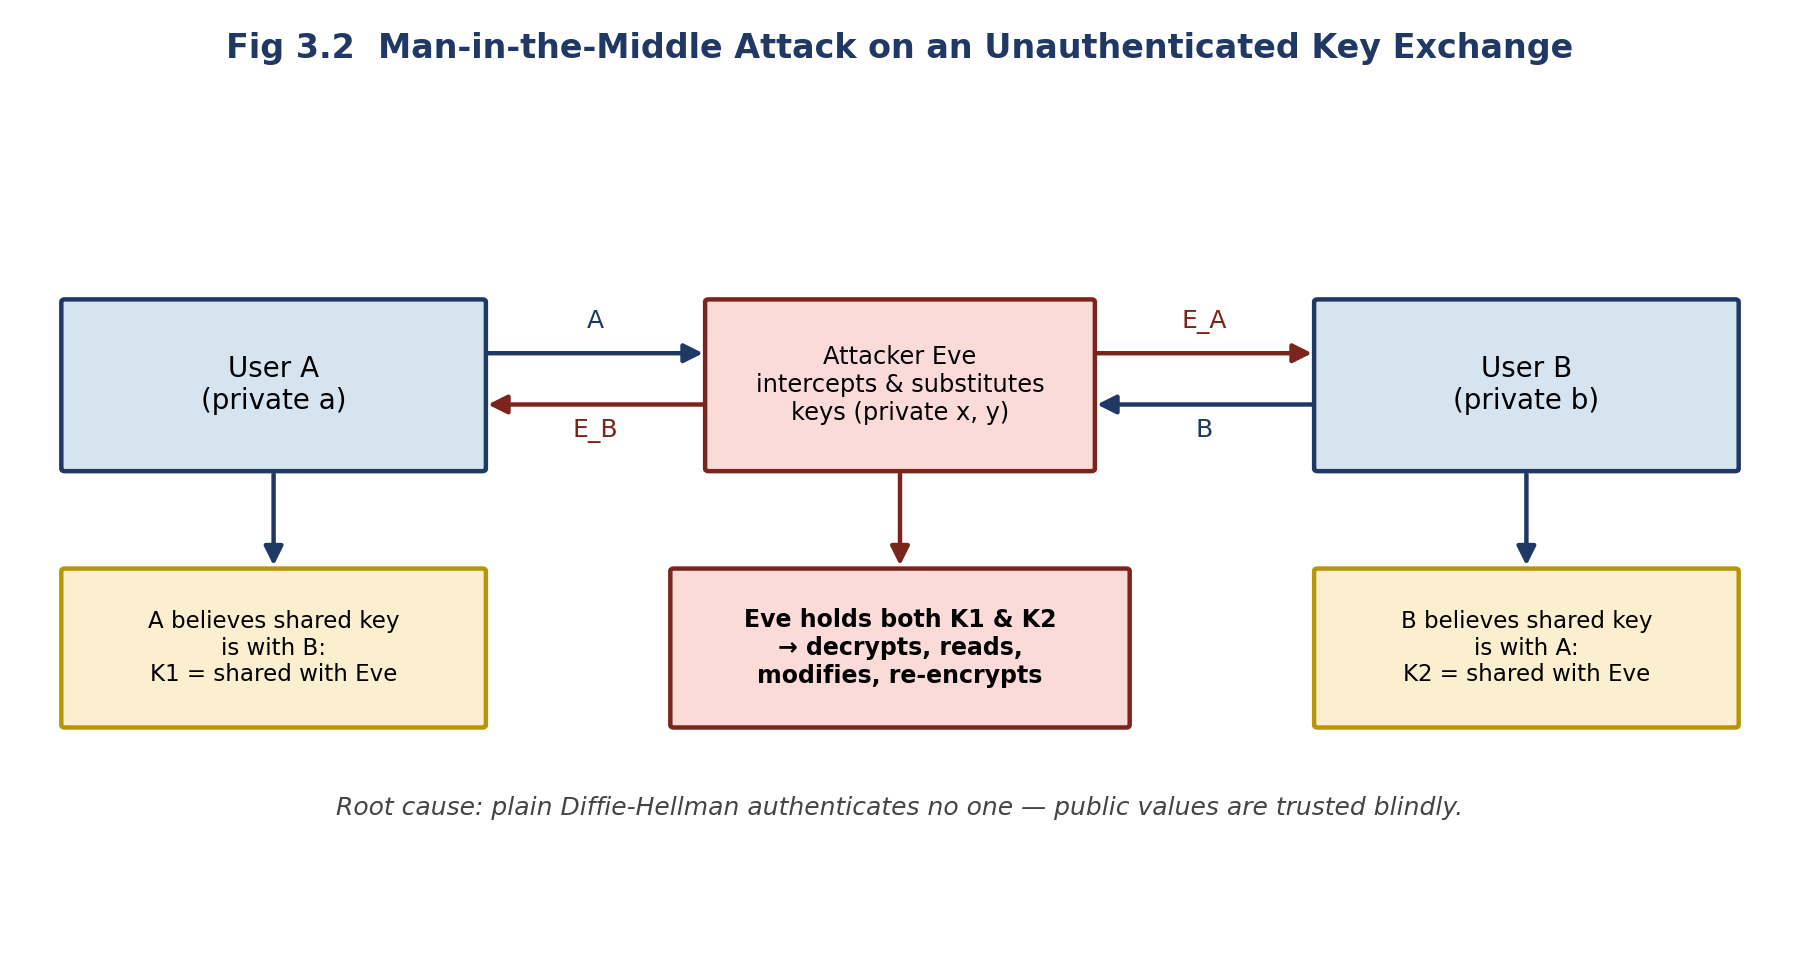 Fig 3.2  Man-in-the-Middle Attack on an Unauthenticated Key Exchange
A
E_A
User A
(private a)
Attacker Eve
intercepts & substitutes
keys (private x, y)
User B
(private b)
E_B
B
A believes shared key
is with B:
K1 = shared with Eve
Eve holds both K1 & K2
→ decrypts, reads,
modifies, re-encrypts
B believes shared key
is with A:
K2 = shared with Eve
Root cause: plain Diffie-Hellman authenticates no one — public values are trusted blindly.